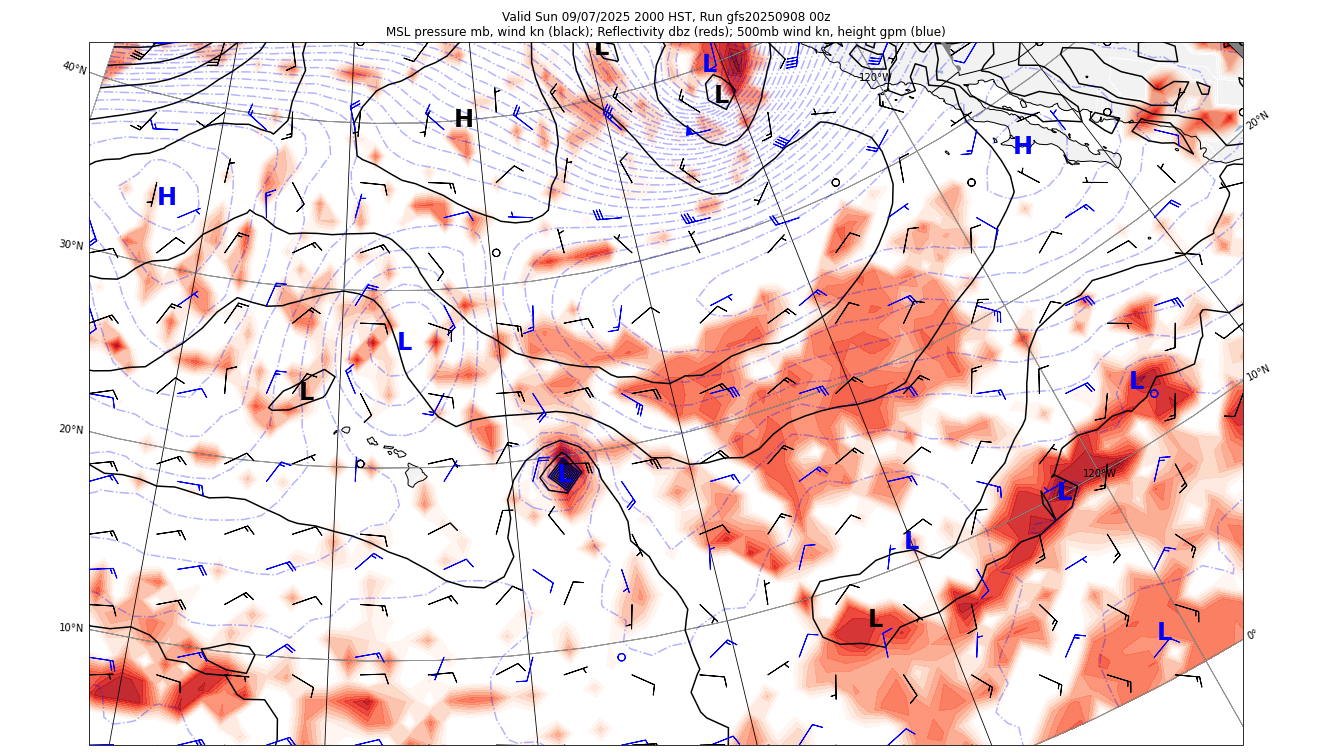 Valid Sun 09/07/2025 2000 HST, Run gfs20250908 00z
MSL pressure mb, wind kn (black); Reflectivity dbz (reds); 500mb wind kn, height gpm (blue)
L
L
40°N
120°W
L
H
20°N
H
H
30°N
L
10°N
L
L
20°N
120°W
L
L
L
L
10°N
L
0°